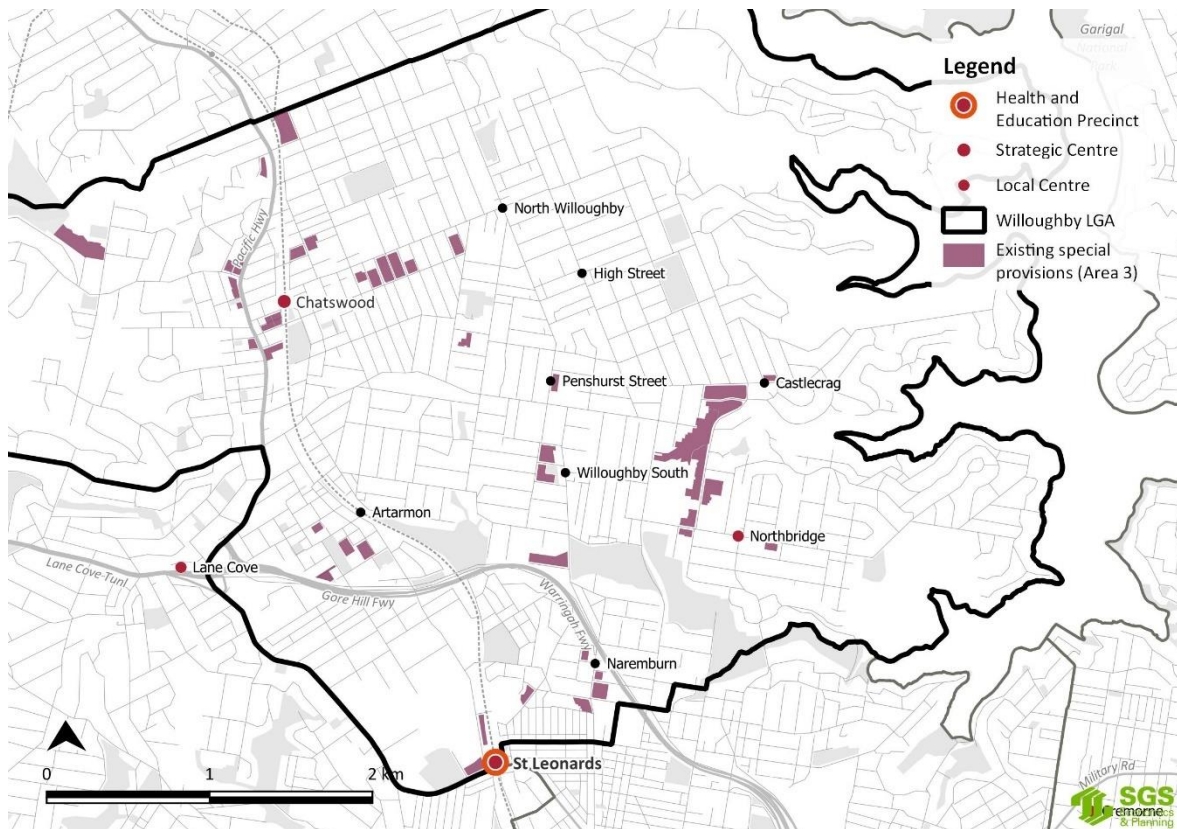 Garigal
National
Park
Legend
Health and
Education Precinct
Strategic Centre
Local Centre
Willoughby LGA
Existing special
provisions (Area 3)
North Willoughby
Pacific Hwy
High Street
Chatswood
Penshurst Street
Castlecrag
Willoughby South
Artarmon
Northbridge
Lane Cove
Lane Cove Tunl
Gore Hill Fwy
Warringah Fwy
Naremburn
St Leonards
0 1 2 km
Military Rd
SGS
& Planning